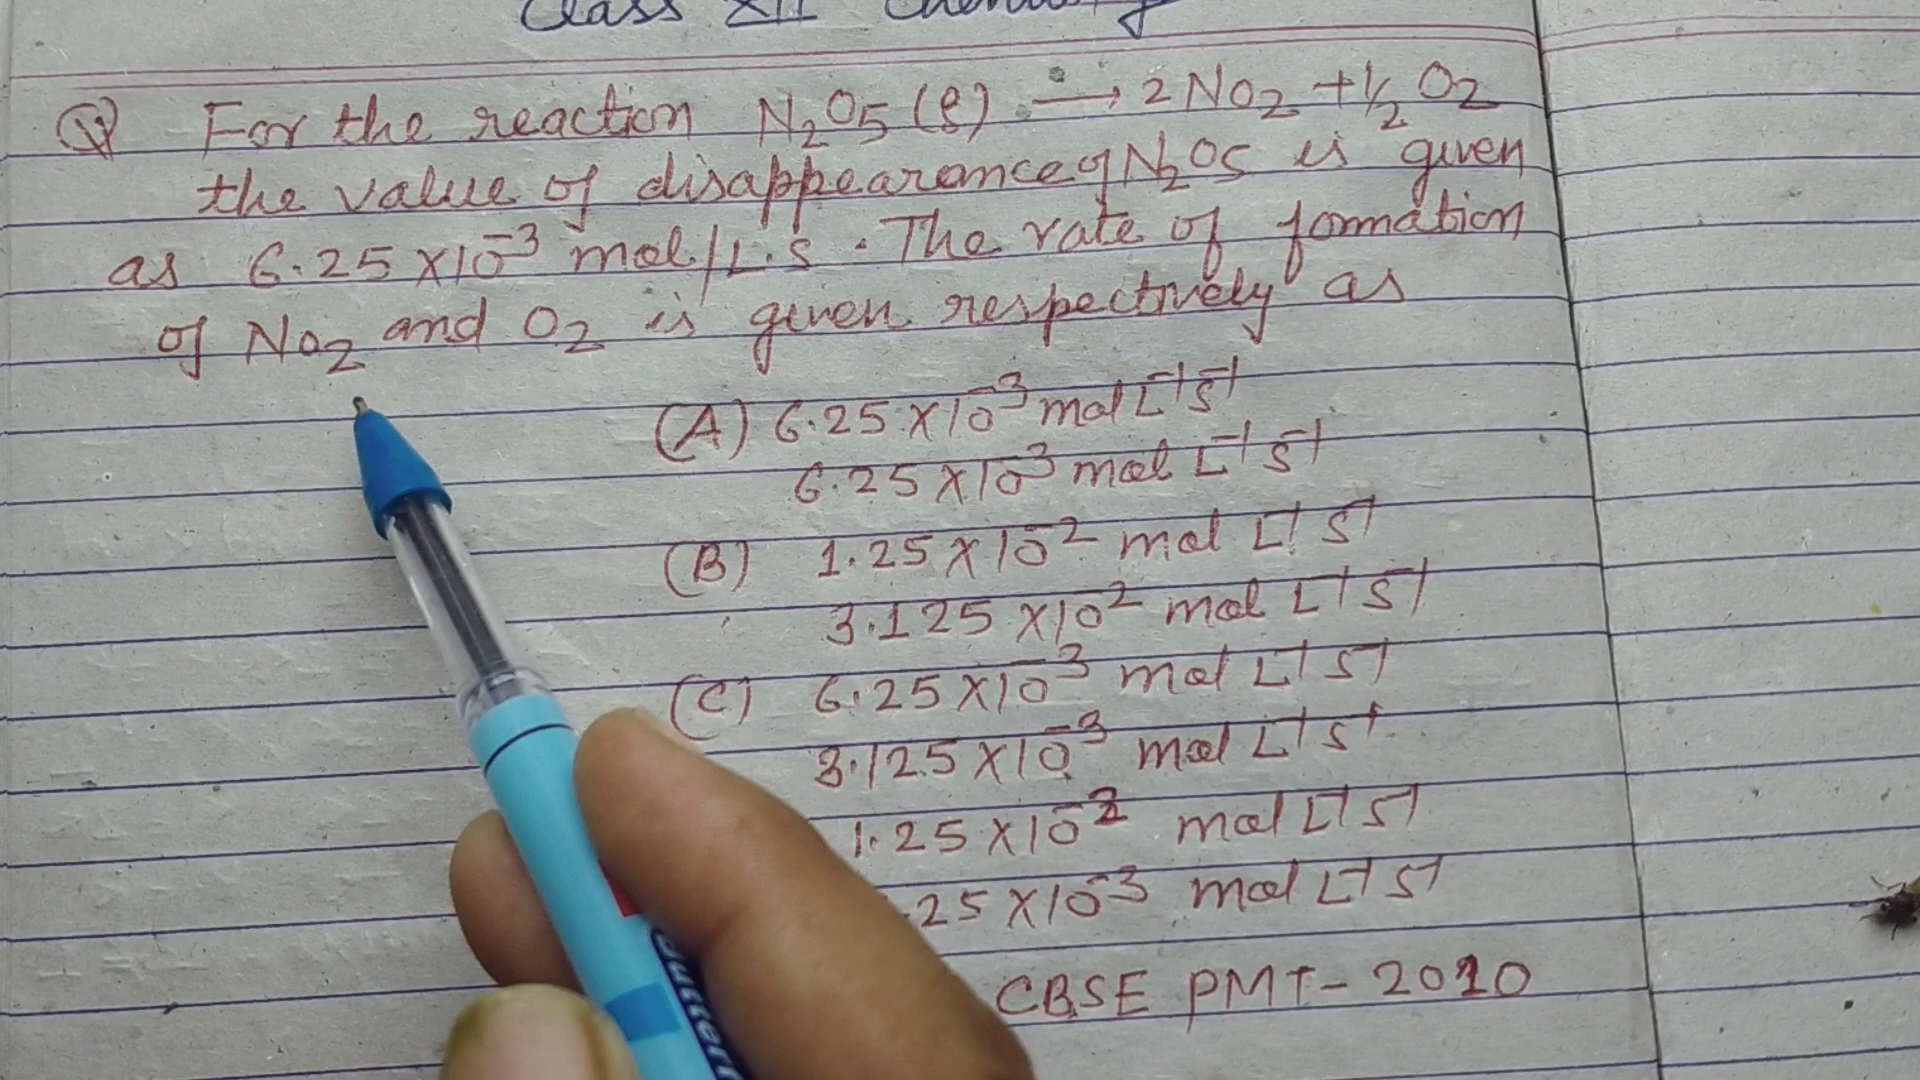 Class XII Chemistry
Q For the reaction N2O5 (g) → 2 NO2 + 1/2 O2
the value of disappearance of N2O5 is given
as 6.25 × 10⁻³ mol/L.s. The rate of formation
of NO2 and O2 is given respectively as
(A) 6.25 × 10⁻³ mol L⁻¹ S⁻¹
6.25 × 10⁻³ mol L⁻¹ S⁻¹
(B) 1.25 × 10⁻² mol L⁻¹ S⁻¹
3.125 × 10⁻² mol L⁻¹ S⁻¹
(C) 6.25 × 10⁻³ mol L⁻¹ S⁻¹
3.125 × 10⁻³ mol L⁻¹ S⁻¹
1.25 × 10⁻² mol L⁻¹ S⁻¹
.25 × 10⁻³ mol L⁻¹ S⁻¹
CBSE PMT - 2010